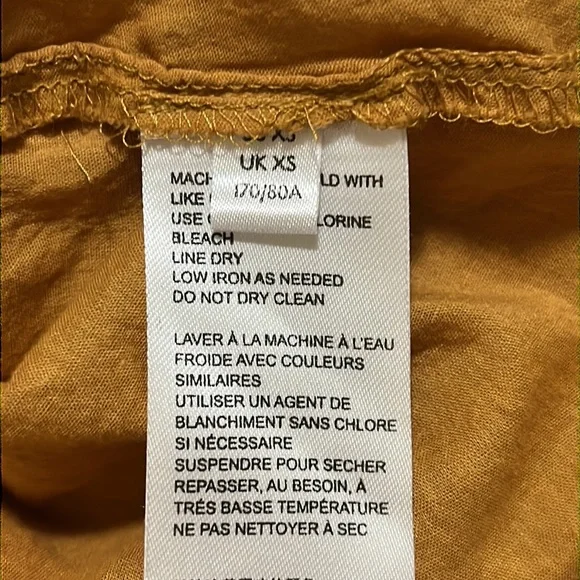 UK XS
170/80A
LD WITH
LIKE
USE LORINE
BLEACH
LINE DRY
LOW IRON AS NEEDED
DO NOT DRY CLEAN
LAVER À LA MACHINE À L'EAU
FROIDE AVEC COULEURS
SIMILAIRES
UTILISER UN AGENT DE
BLANCHIMENT SANS CHLORE
SI NÉCESSAIRE
SUSPENDRE POUR SECHER
REPASSER, AU BESOIN, À
TRÉS BASSE TEMPÉRATURE
NE PAS NETTOYER À SEC